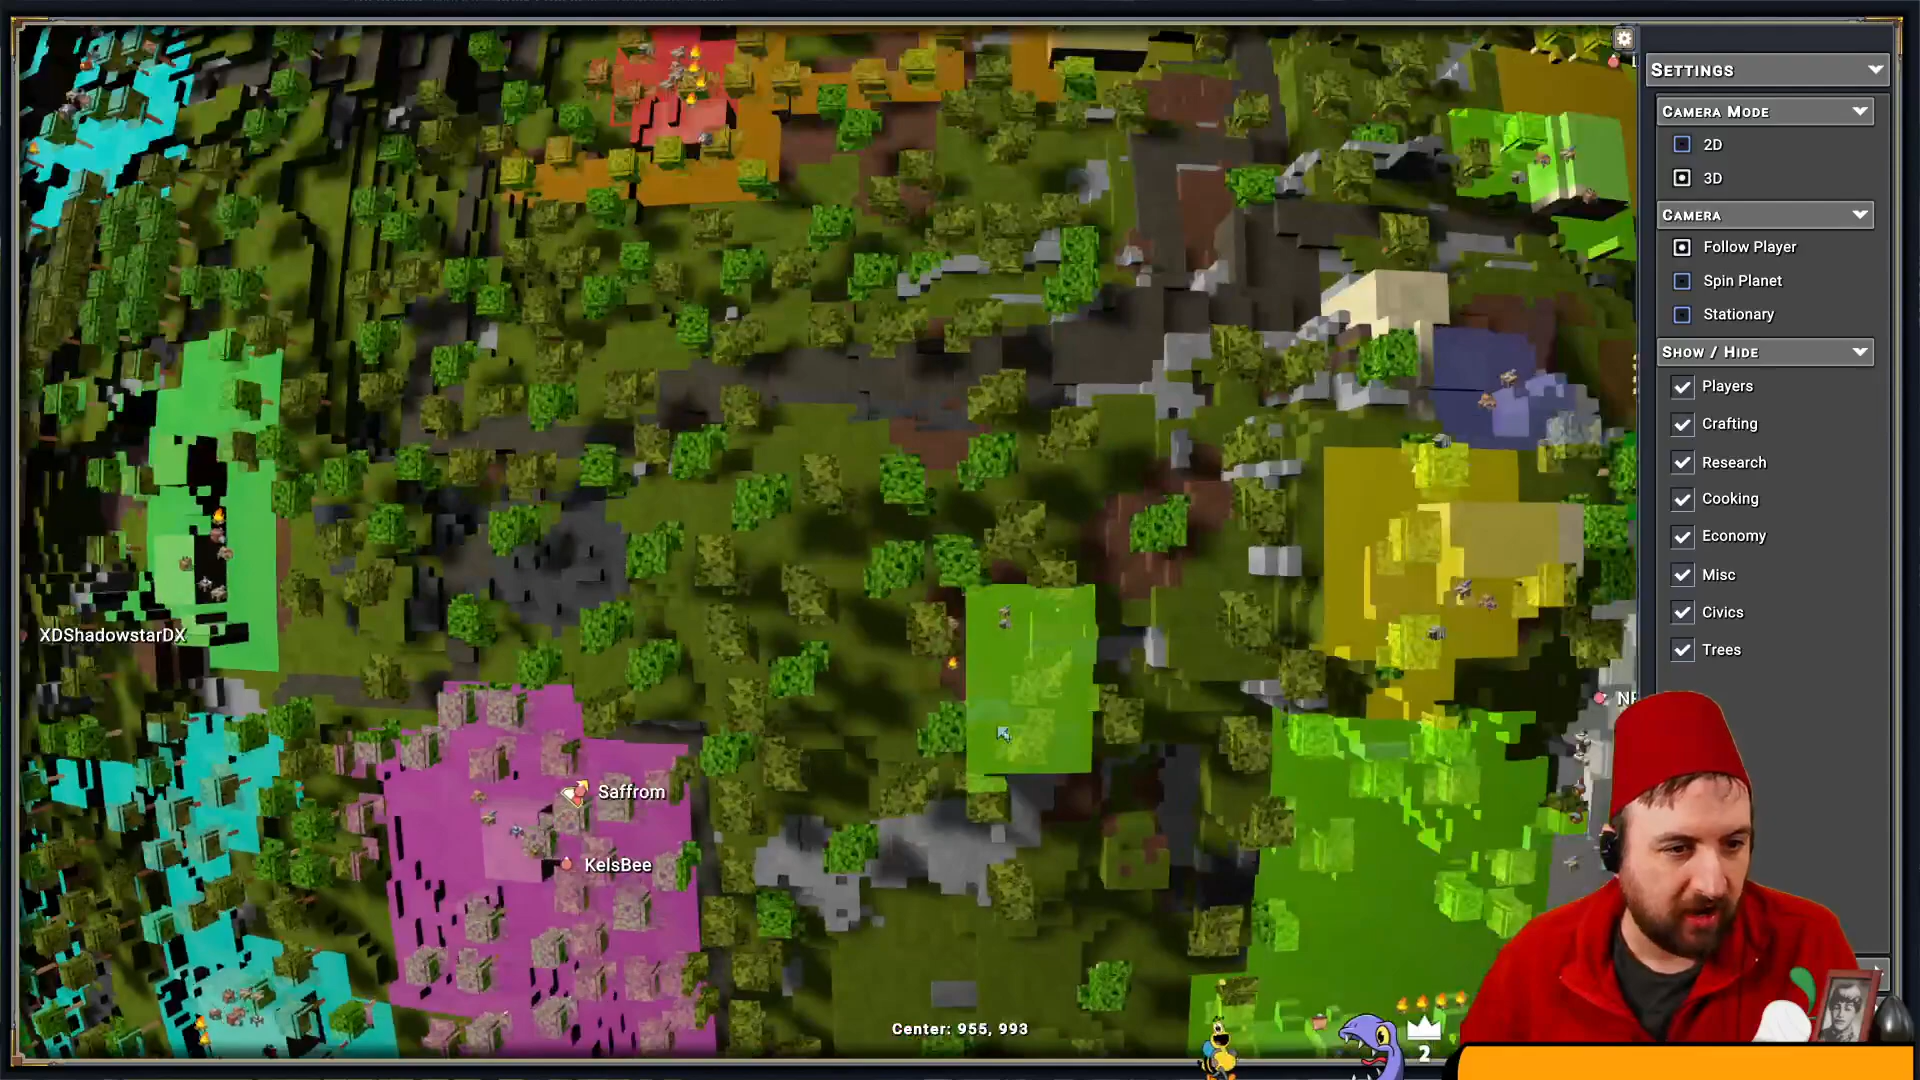 SETTINGS
CAMERA MODE
2D
3D
CAMERA
Follow Player
Spin Planet
Stationary
SHOW / HIDE
Players
Crafting
Research
Cooking
Economy
Misc
Civics
Trees
XDShadowstarDX
Saffrom
KelsBee
Center: 955, 993
2